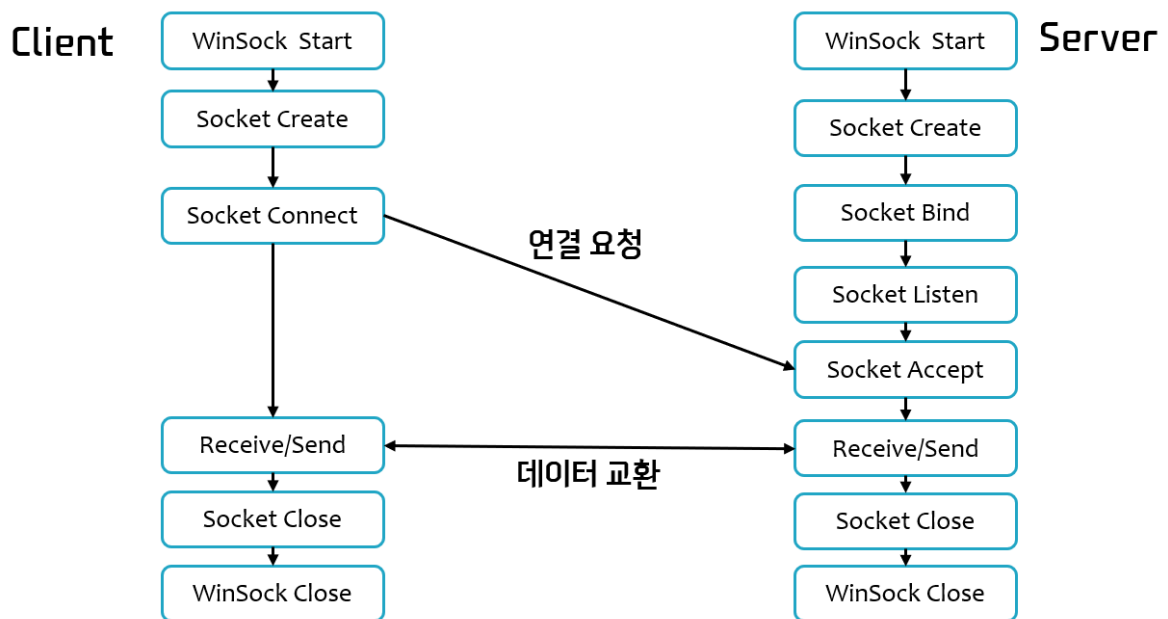 Client
WinSock Start
Socket Create
Socket Connect
Receive/Send
Socket Close
WinSock Close
연결 요청
데이터 교환
Server
WinSock Start
Socket Create
Socket Bind
Socket Listen
Socket Accept
Receive/Send
Socket Close
WinSock Close